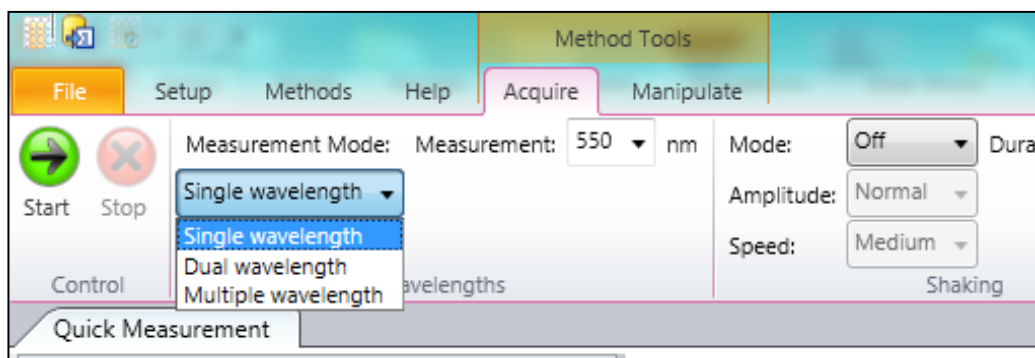 Method Tools
File Setup Methods Help Acquire Manipulate
Measurement Mode: Measurement: 550 nm Mode: Off Dura
Single wavelength Amplitude: Normal
Start Stop
Single wavelength Speed: Medium
Dual wavelength
Multiple wavelength
Control avelengths Shaking
Quick Measurement